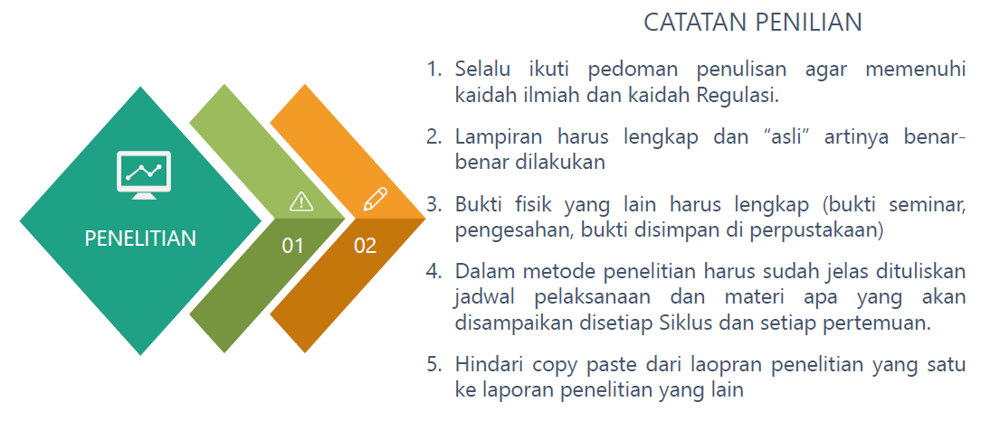 CATATAN PENILIAN
1. Selalu ikuti pedoman penulisan agar memenuhi
kaidah ilmiah dan kaidah Regulasi.
2. Lampiran harus lengkap dan “asli” artinya benar-
benar dilakukan
3. Bukti fisik yang lain harus lengkap (bukti seminar,
pengesahan, bukti disimpan di perpustakaan)
4. Dalam metode penelitian harus sudah jelas dituliskan
jadwal pelaksanaan dan materi apa yang akan
disampaikan disetiap Siklus dan setiap pertemuan.
5. Hindari copy paste dari laopran penelitian yang satu
ke laporan penelitian yang lain
PENELITIAN
01
02